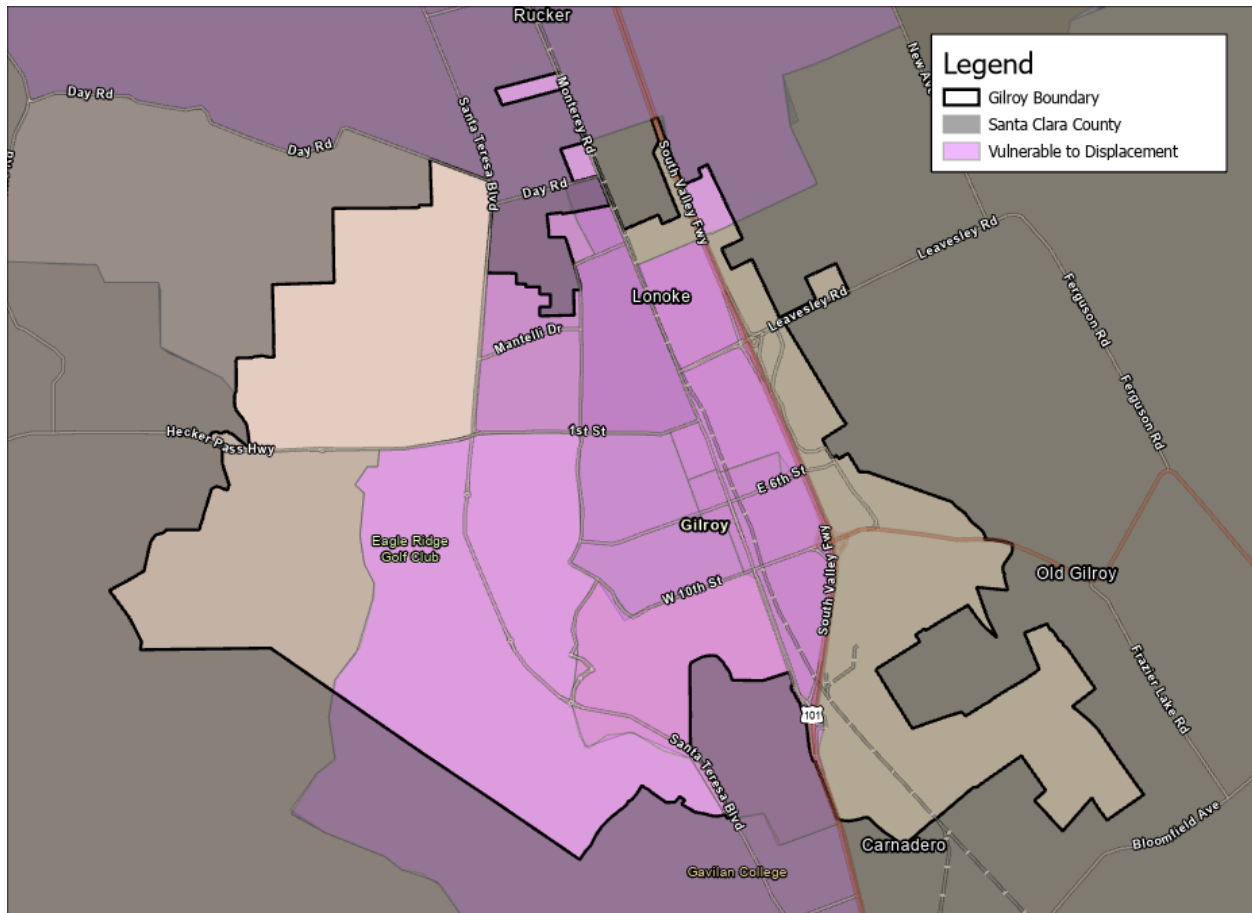 Rucker
Legend
Gilroy Boundary
Santa Clara County
Vulnerable to Displacement
New Ave
Day Rd
Santa Teresa Blvd
Monterey Rd
Day Rd
South Valley Fwy
Day Rd
Leavesley Rd
Lonoke
Leavesley Rd
Ferguson Rd
Mantelli Dr
Ferguson Rd
Hecker Pass Hwy
1st St
E 6th St
Gilroy
Eagle Ridge
Golf Club
W 10th St
South Valley Fwy
Old Gilroy
Frazier Lake Rd
101
Santa Teresa Blvd
Carnadero
Bloomfield Ave
Gavilan College